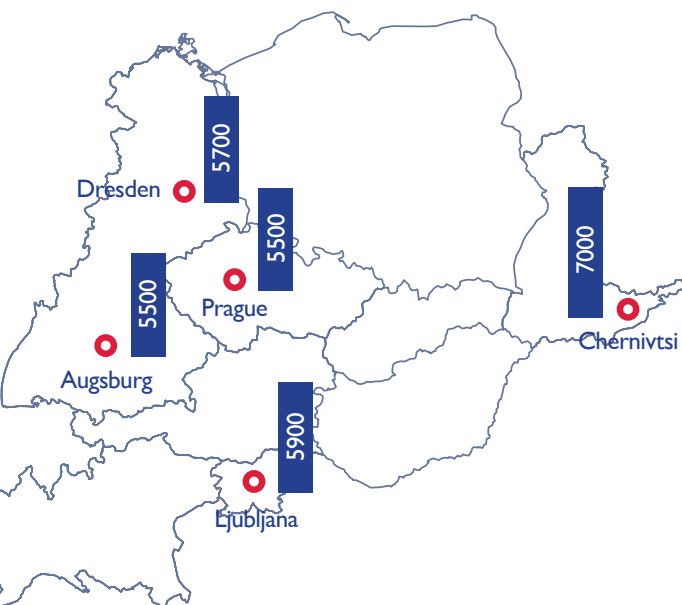 5700
Dresden
5500
Prague
7000
Chernivtsi
5500
Augsburg
5900
Ljubljana